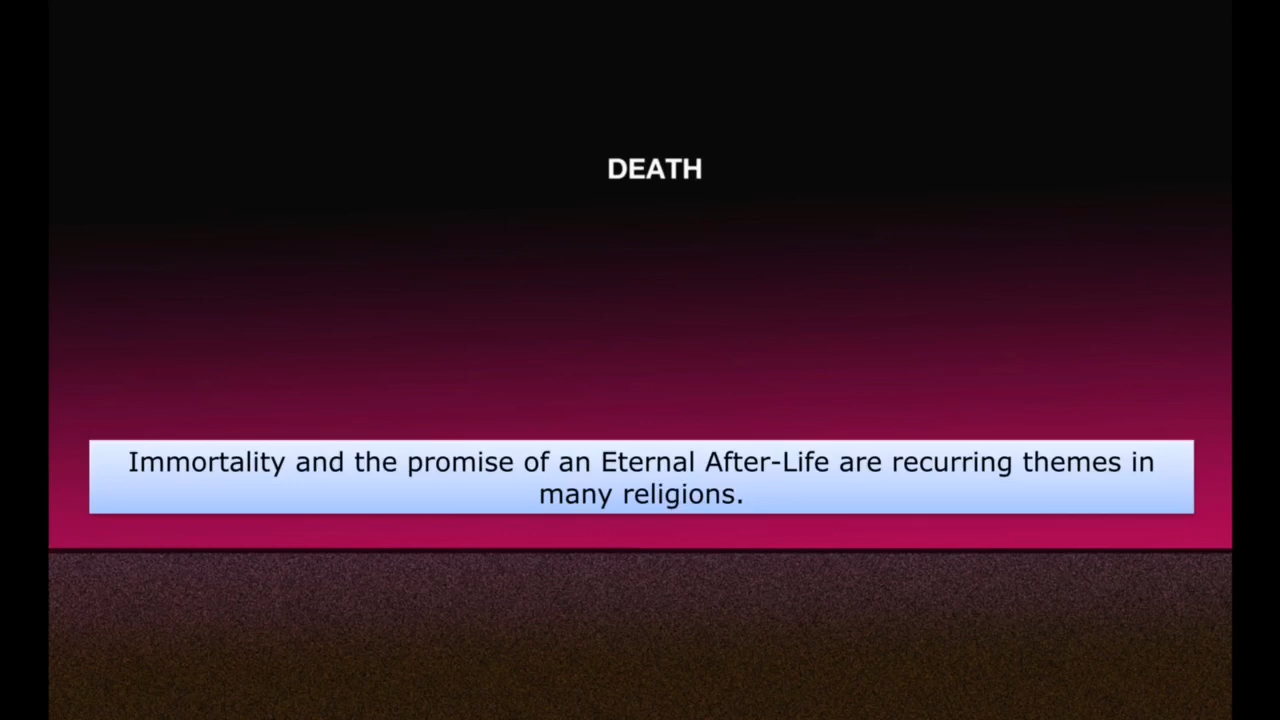 DEATH
Immortality and the promise of an Eternal After-Life are recurring themes in
many religions.